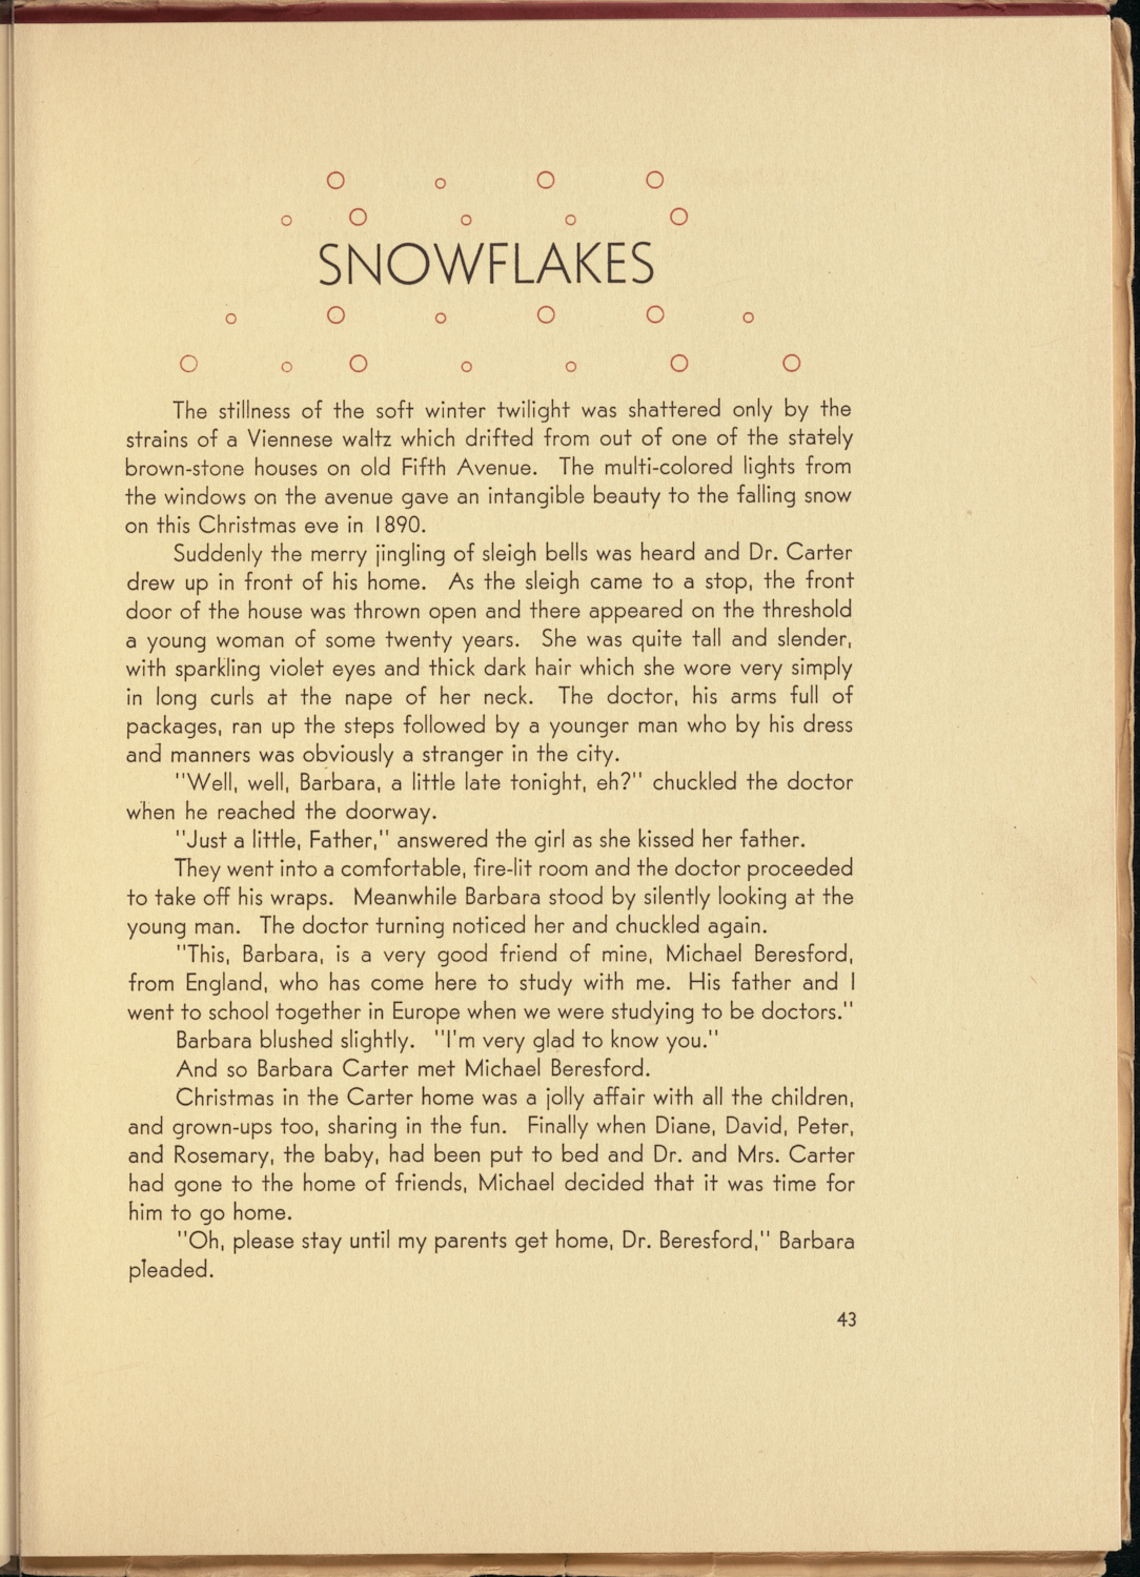 SNOWFLAKES
The stillness of the soft winter twilight was shattered only by the
strains of a Viennese waltz which drifted from out of one of the stately
brown-stone houses on old Fifth Avenue. The multi-colored lights from
the windows on the avenue gave an intangible beauty to the falling snow
on this Christmas eve in 1890.
Suddenly the merry jingling of sleigh bells was heard and Dr. Carter
drew up in front of his home. As the sleigh came to a stop, the front
door of the house was thrown open and there appeared on the threshold
a young woman of some twenty years. She was quite tall and slender,
with sparkling violet eyes and thick dark hair which she wore very simply
in long curls at the nape of her neck. The doctor, his arms full of
packages, ran up the steps followed by a younger man who by his dress
and manners was obviously a stranger in the city.
"Well, well, Barbara, a little late tonight, eh?" chuckled the doctor
when he reached the doorway.
"Just a little, Father," answered the girl as she kissed her father.
They went into a comfortable, fire-lit room and the doctor proceeded
to take off his wraps. Meanwhile Barbara stood by silently looking at the
young man. The doctor turning noticed her and chuckled again.
"This, Barbara, is a very good friend of mine, Michael Beresford,
from England, who has come here to study with me. His father and I
went to school together in Europe when we were studying to be doctors."
Barbara blushed slightly. "I'm very glad to know you."
And so Barbara Carter met Michael Beresford.
Christmas in the Carter home was a jolly affair with all the children,
and grown-ups too, sharing in the fun. Finally when Diane, David, Peter,
and Rosemary, the baby, had been put to bed and Dr. and Mrs. Carter
had gone to the home of friends, Michael decided that it was time for
him to go home.
"Oh, please stay until my parents get home, Dr. Beresford," Barbara
pleaded.
43